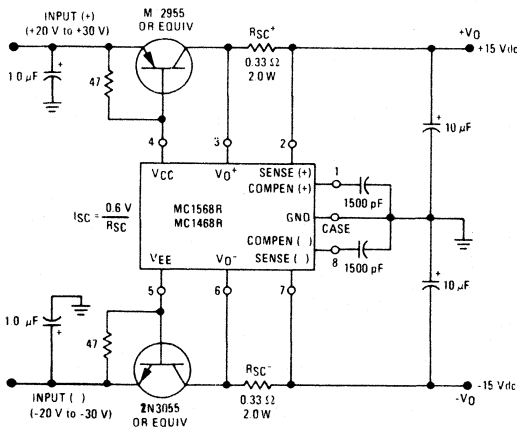 INPUT (+)
(+20 V to +30 V)
M 2955
OR EQUIV
RSC+
0.33 Ω
2.0 W
+VO
+15 Vdc
1.0 µF
+
47
4
3
2
10 µF
+
VCC
VO+
SENSE (+)
COMPEN (+)
1
1500 pF
ISC = 0.6 V
RSC
MC1568R
MC1468R
GND
CASE
COMPEN ( )
SENSE ( )
8
1500 pF
VEE
VO-
5
6
7
+
10 µF
1.0 µF
+
47
RSC-
0.33 Ω
2.0 W
INPUT ( )
(-20 V to -30 V)
2N3055
OR EQUIV
-15 Vdc
-VO